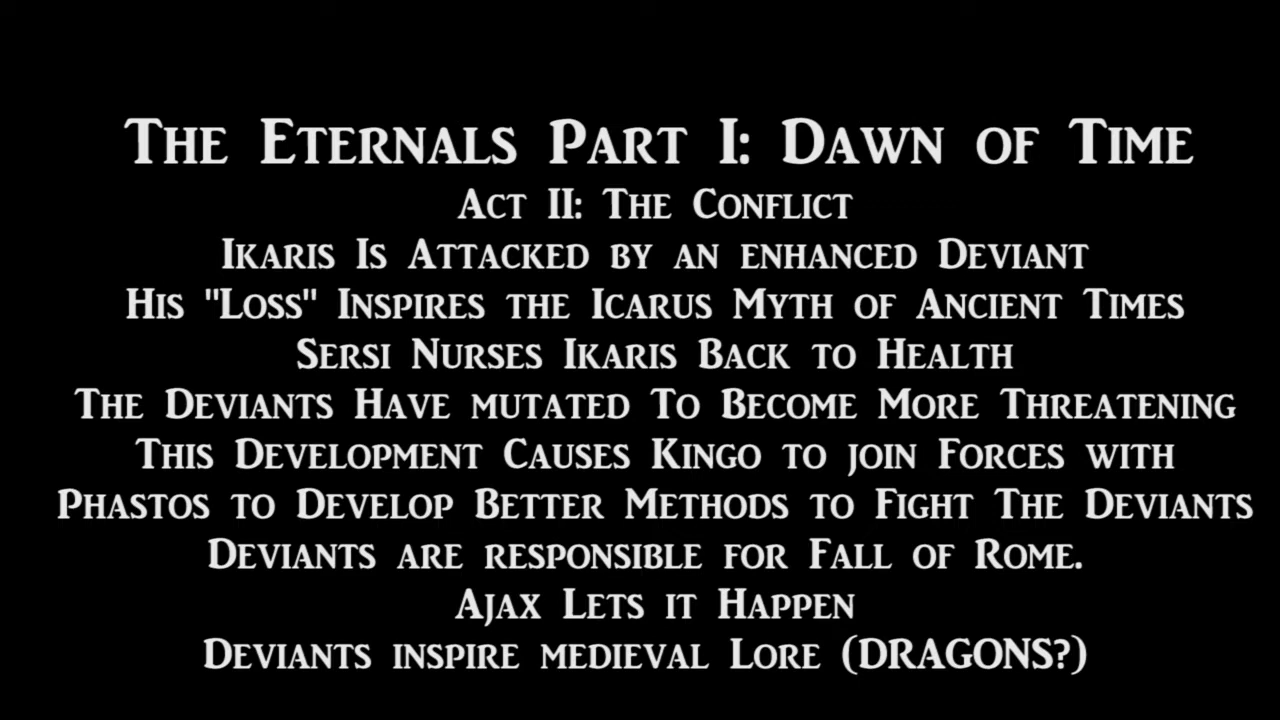 The Eternals Part I: Dawn of Time
Act II: The Conflict
Ikaris Is Attacked by an enhanced Deviant
His "Loss" Inspires the Icarus Myth of Ancient Times
Sersi Nurses Ikaris Back to Health
The Deviants Have mutated To Become More Threatening
This Development Causes Kingo to join Forces with
Phastos to Develop Better Methods to Fight The Deviants
Deviants are responsible for Fall of Rome.
Ajax Lets it Happen
Deviants inspire medieval Lore (DRAGONS?)